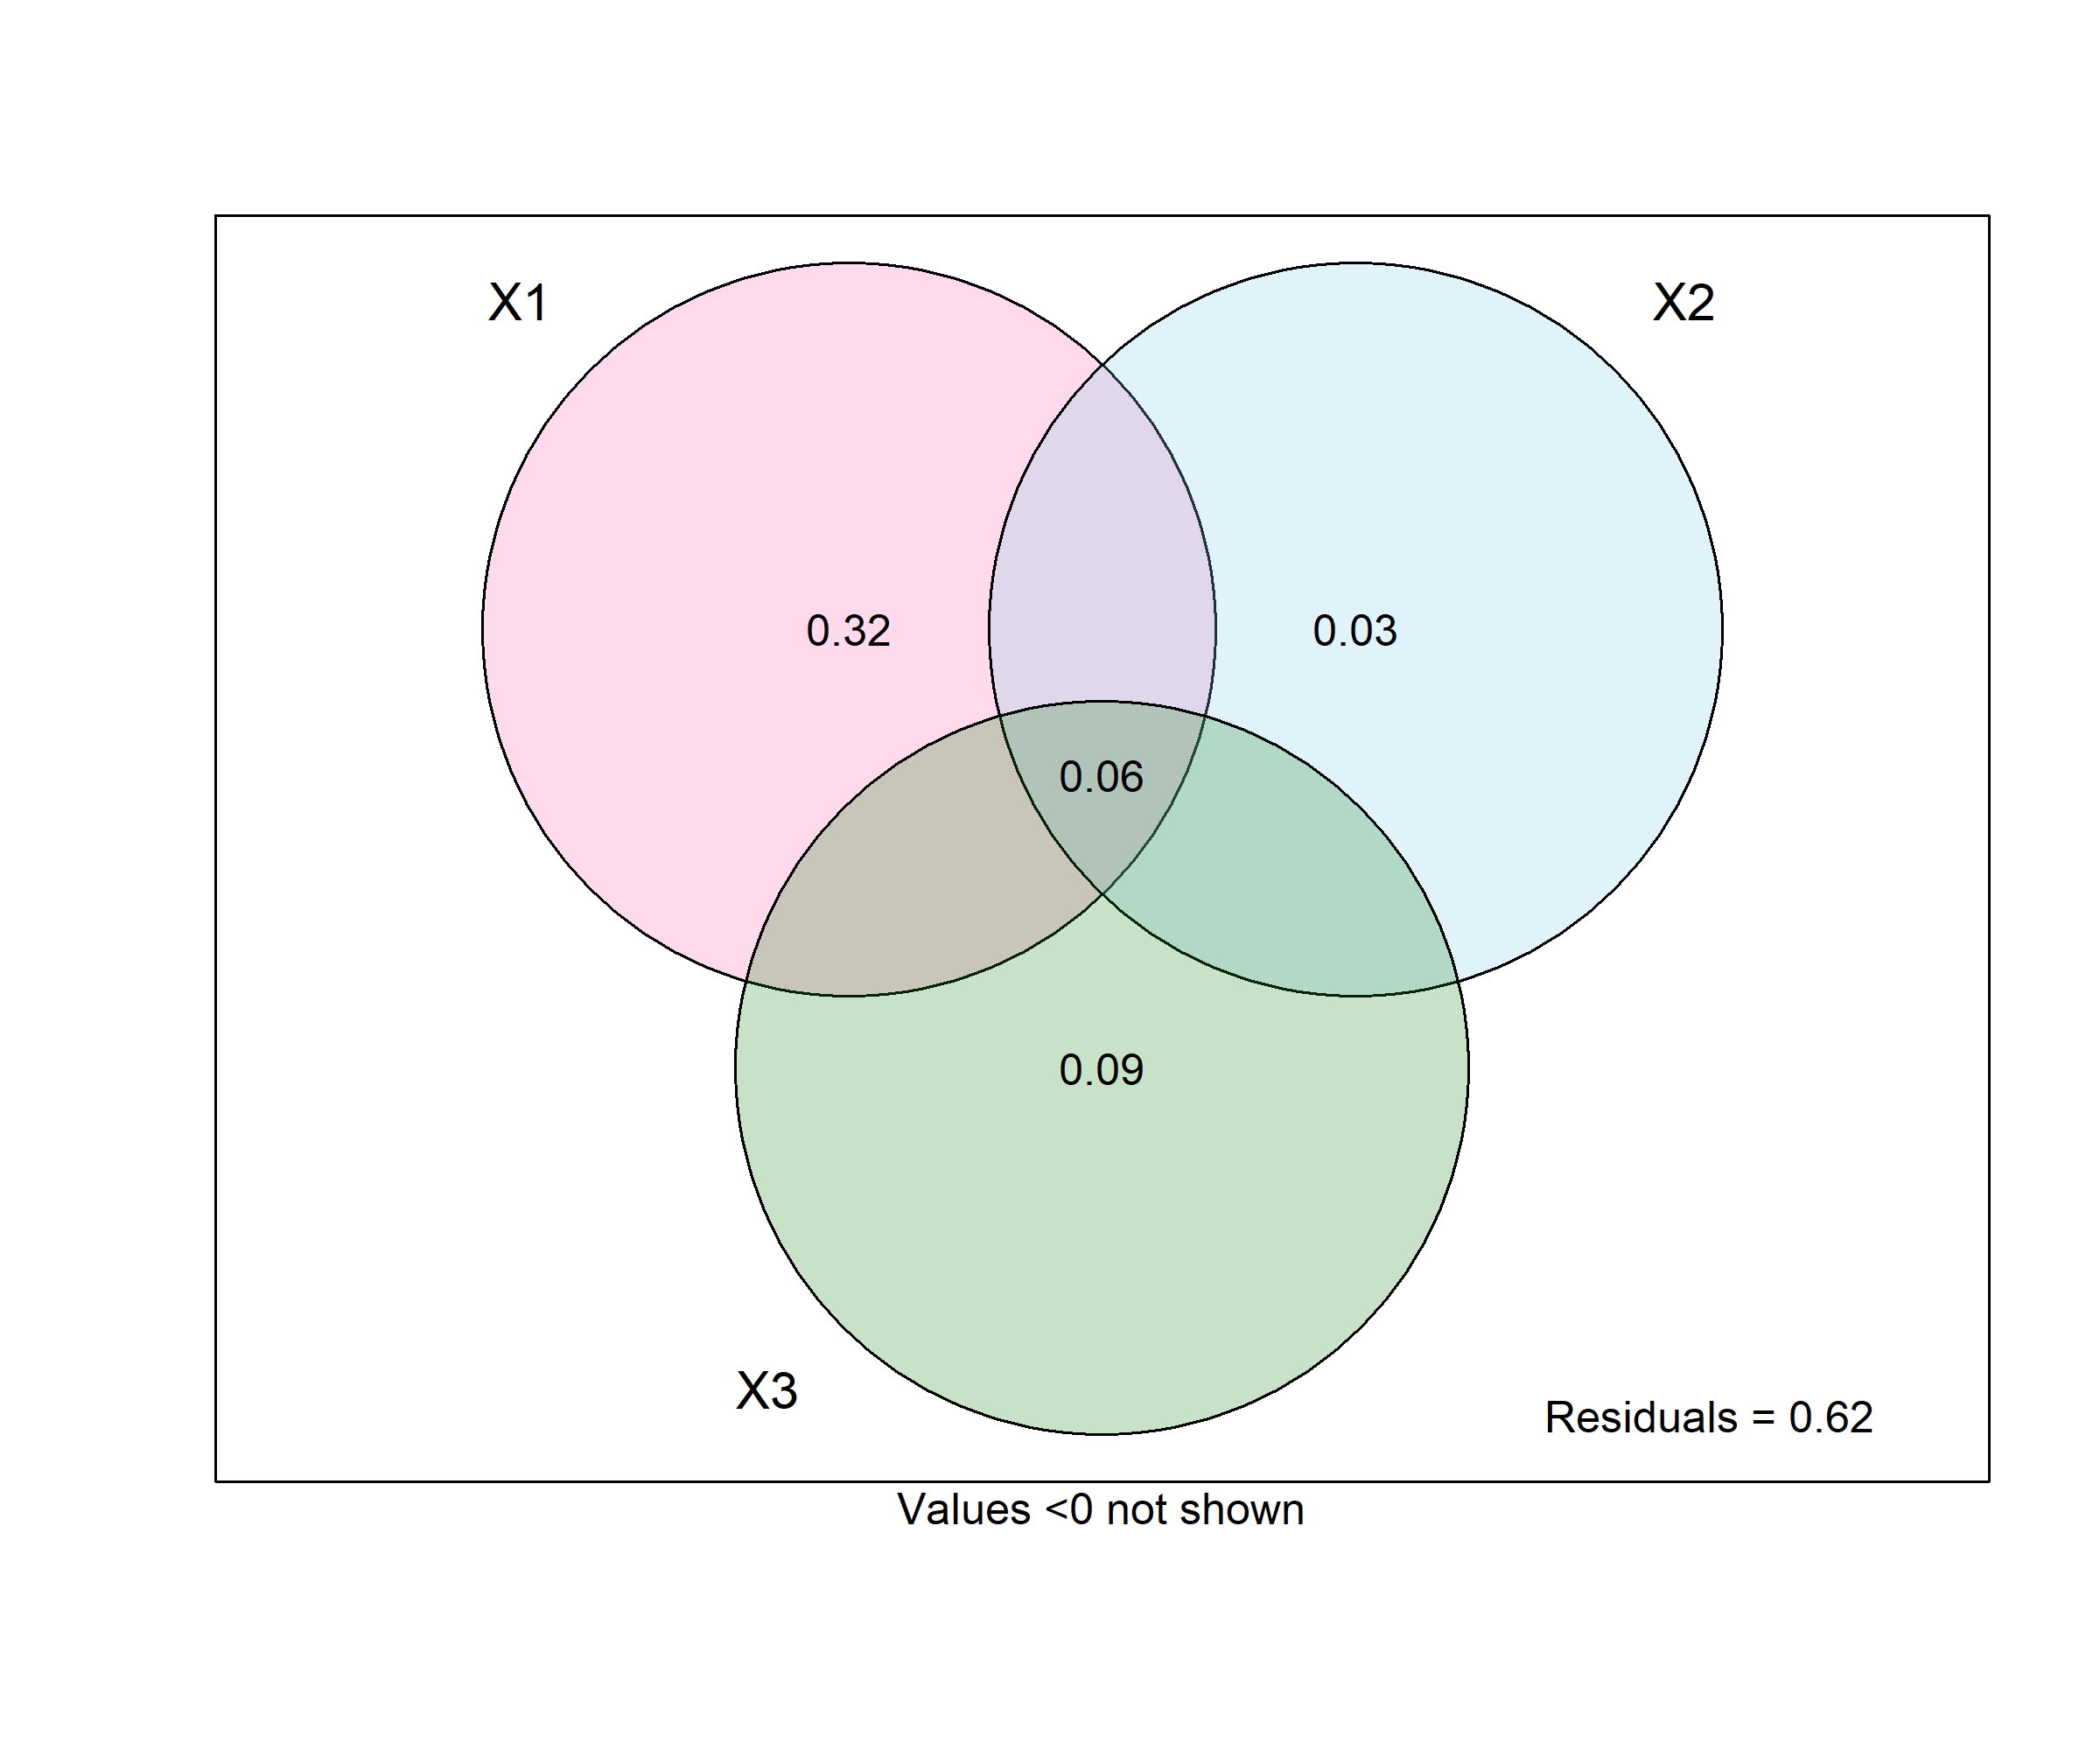 X1
X2
0.32
0.03
0.06
0.09
X3
Residuals = 0.62
Values <0 not shown